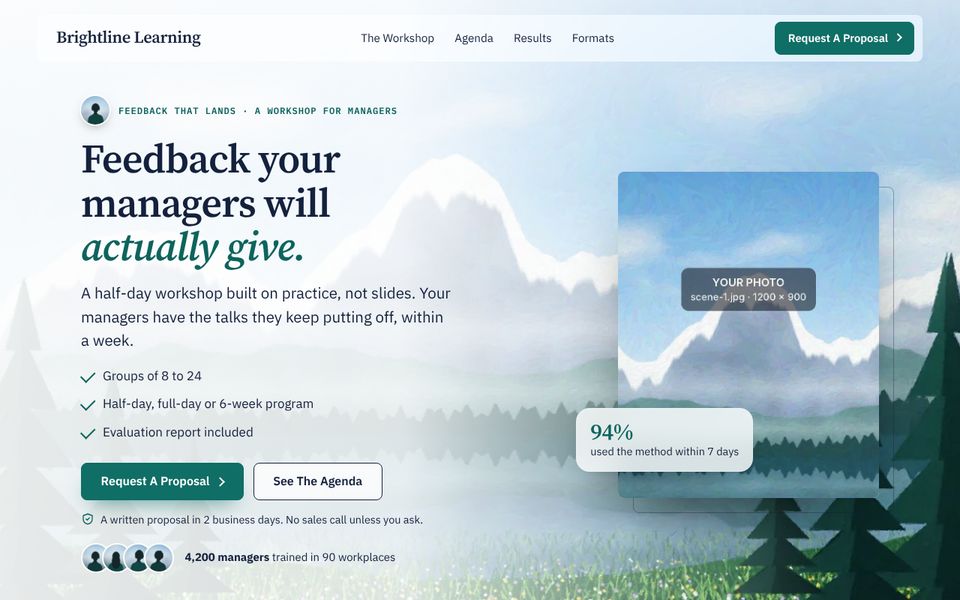 Brightline Learning
The Workshop
Agenda
Results
Formats
Request A Proposal
FEEDBACK THAT LANDS · A WORKSHOP FOR MANAGERS
Feedback your
managers will
actually give.
A half-day workshop built on practice, not slides. Your
managers have the talks they keep putting off, within
a week.
Groups of 8 to 24
Half-day, full-day or 6-week program
Evaluation report included
Request A Proposal
See The Agenda
A written proposal in 2 business days. No sales call unless you ask.
4,200 managers trained in 90 workplaces
YOUR PHOTO
scene-1.jpg · 1200 × 900
94%
used the method within 7 days